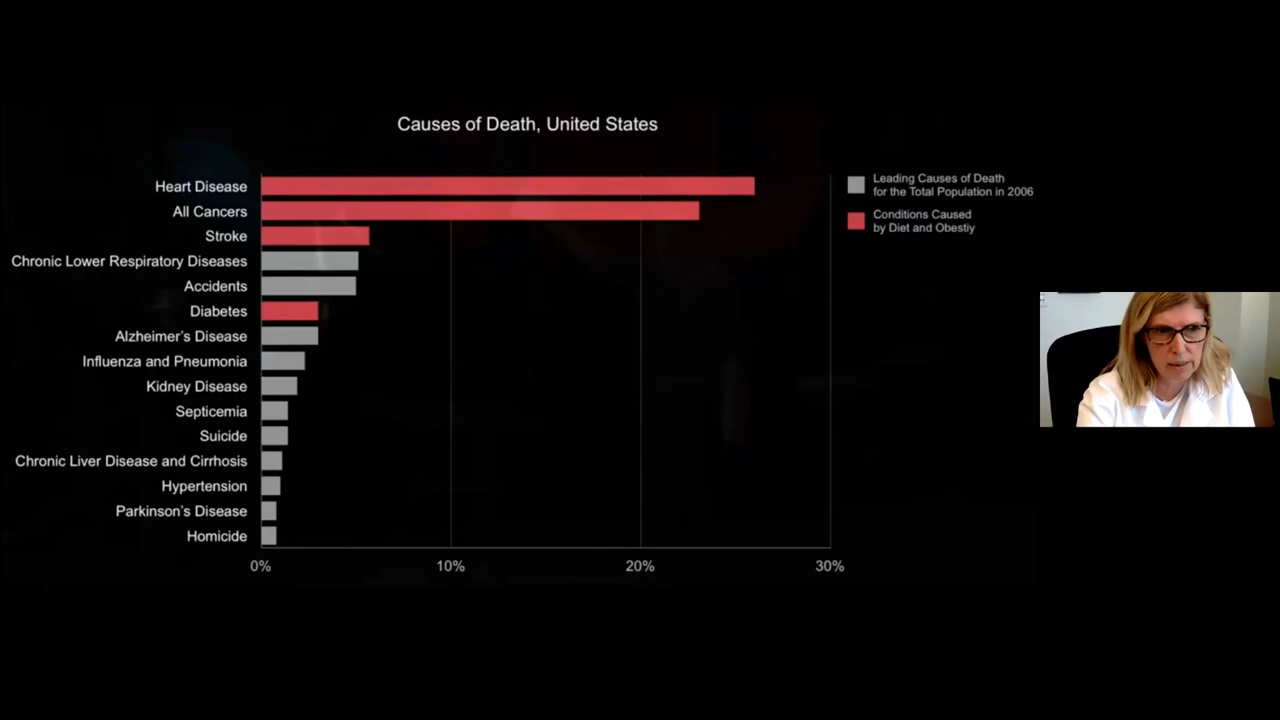 Causes of Death, United States
Heart Disease
All Cancers
Stroke
Chronic Lower Respiratory Diseases
Accidents
Diabetes
Alzheimer's Disease
Influenza and Pneumonia
Kidney Disease
Septicemia
Suicide
Chronic Liver Disease and Cirrhosis
Hypertension
Parkinson's Disease
Homicide
0%
10%
20%
30%
Leading Causes of Death
for the Total Population in 2006
Conditions Caused
by Diet and Obestiy